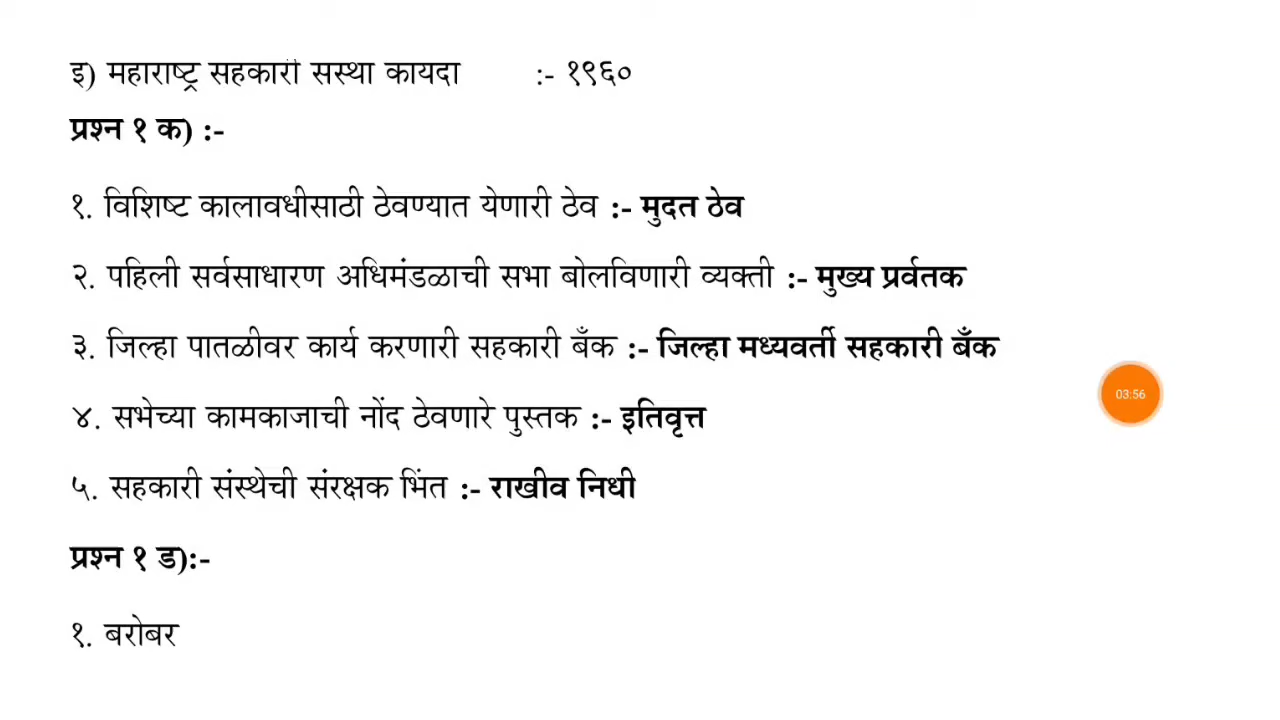 इ) महाराष्ट्र सहकारी सस्था कायदा :- १९६०
प्रश्न १ क) :-
१. विशिष्ट कालावधीसाठी ठेवण्यात येणारी ठेव :- मुदत ठेव
२. पहिली सर्वसाधारण अधिमंडळाची सभा बोलविणारी व्यक्ती :- मुख्य प्रर्वतक
३. जिल्हा पातळीवर कार्य करणारी सहकारी बँक :- जिल्हा मध्यवर्ती सहकारी बँक
03:56
४. सभेच्या कामकाजाची नोंद ठेवणारे पुस्तक :- इतिवृत्त
५. सहकारी संस्थेची संरक्षक भिंत :- राखीव निधी
प्रश्न १ ड):-
१. बरोबर